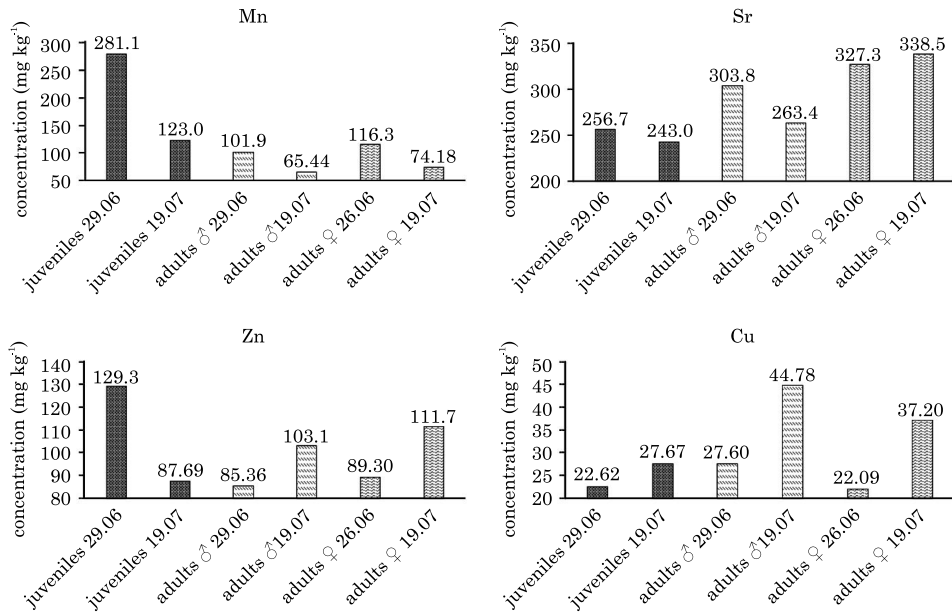 Mn
concentration (mg kg-1)
300
250
200
150
100
50
281.1
123.0
101.9
65.44
116.3
74.18
juveniles 29.06
juveniles 19.07
adults ♂ 29.06
adults ♂19.07
adults ♀ 26.06
adults ♀ 19.07
Sr
concentration (mg kg-1)
350
300
250
200
256.7
243.0
303.8
263.4
327.3
338.5
juveniles 29.06
juveniles 19.07
adults ♂ 29.06
adults ♂19.07
adults ♀ 26.06
adults ♀ 19.07
Zn
concentration (mg kg-1)
140
130
120
110
100
90
80
129.3
87.69
85.36
103.1
89.30
111.7
juveniles 29.06
juveniles 19.07
adults ♂ 29.06
adults ♂19.07
adults ♀ 26.06
adults ♀ 19.07
Cu
concentration (mg kg-1)
50
45
40
35
30
25
20
22.62
27.67
27.60
44.78
22.09
37.20
juveniles 29.06
juveniles 19.07
adults ♂ 29.06
adults ♂19.07
adults ♀ 26.06
adults ♀ 19.07